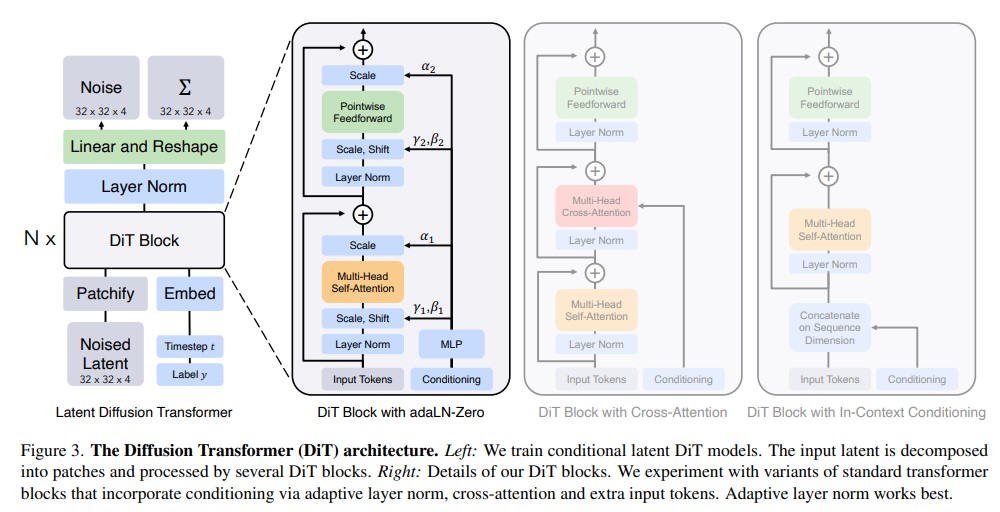 Noise
32 x 32 x 4
Σ
32 x 32 x 4
Linear and Reshape
Layer Norm
N x
DiT Block
Patchify
Embed
Noised
Latent
32 x 32 x 4
Timestep t
Label y
Latent Diffusion Transformer
+
Scale
α₂
Pointwise
Feedforward
γ₂,β₂
Scale, Shift
Layer Norm
+
Scale
α₁
Multi-Head
Self-Attention
γ₁,β₁
Scale, Shift
Layer Norm
MLP
Input Tokens
Conditioning
DiT Block with adaLN-Zero
+
Pointwise
Feedforward
Layer Norm
+
Multi-Head
Cross-Attention
Layer Norm
+
Multi-Head
Self-Attention
Layer Norm
Input Tokens
Conditioning
DiT Block with Cross-Attention
+
Pointwise
Feedforward
Layer Norm
+
Multi-Head
Self-Attention
Layer Norm
Concatenate
on Sequence
Dimension
Input Tokens
Conditioning
DiT Block with In-Context Conditioning
Figure 3. The Diffusion Transformer (DiT) architecture. Left: We train conditional latent DiT models. The input latent is decomposed
into patches and processed by several DiT blocks. Right: Details of our DiT blocks. We experiment with variants of standard transformer
blocks that incorporate conditioning via adaptive layer norm, cross-attention and extra input tokens. Adaptive layer norm works best.